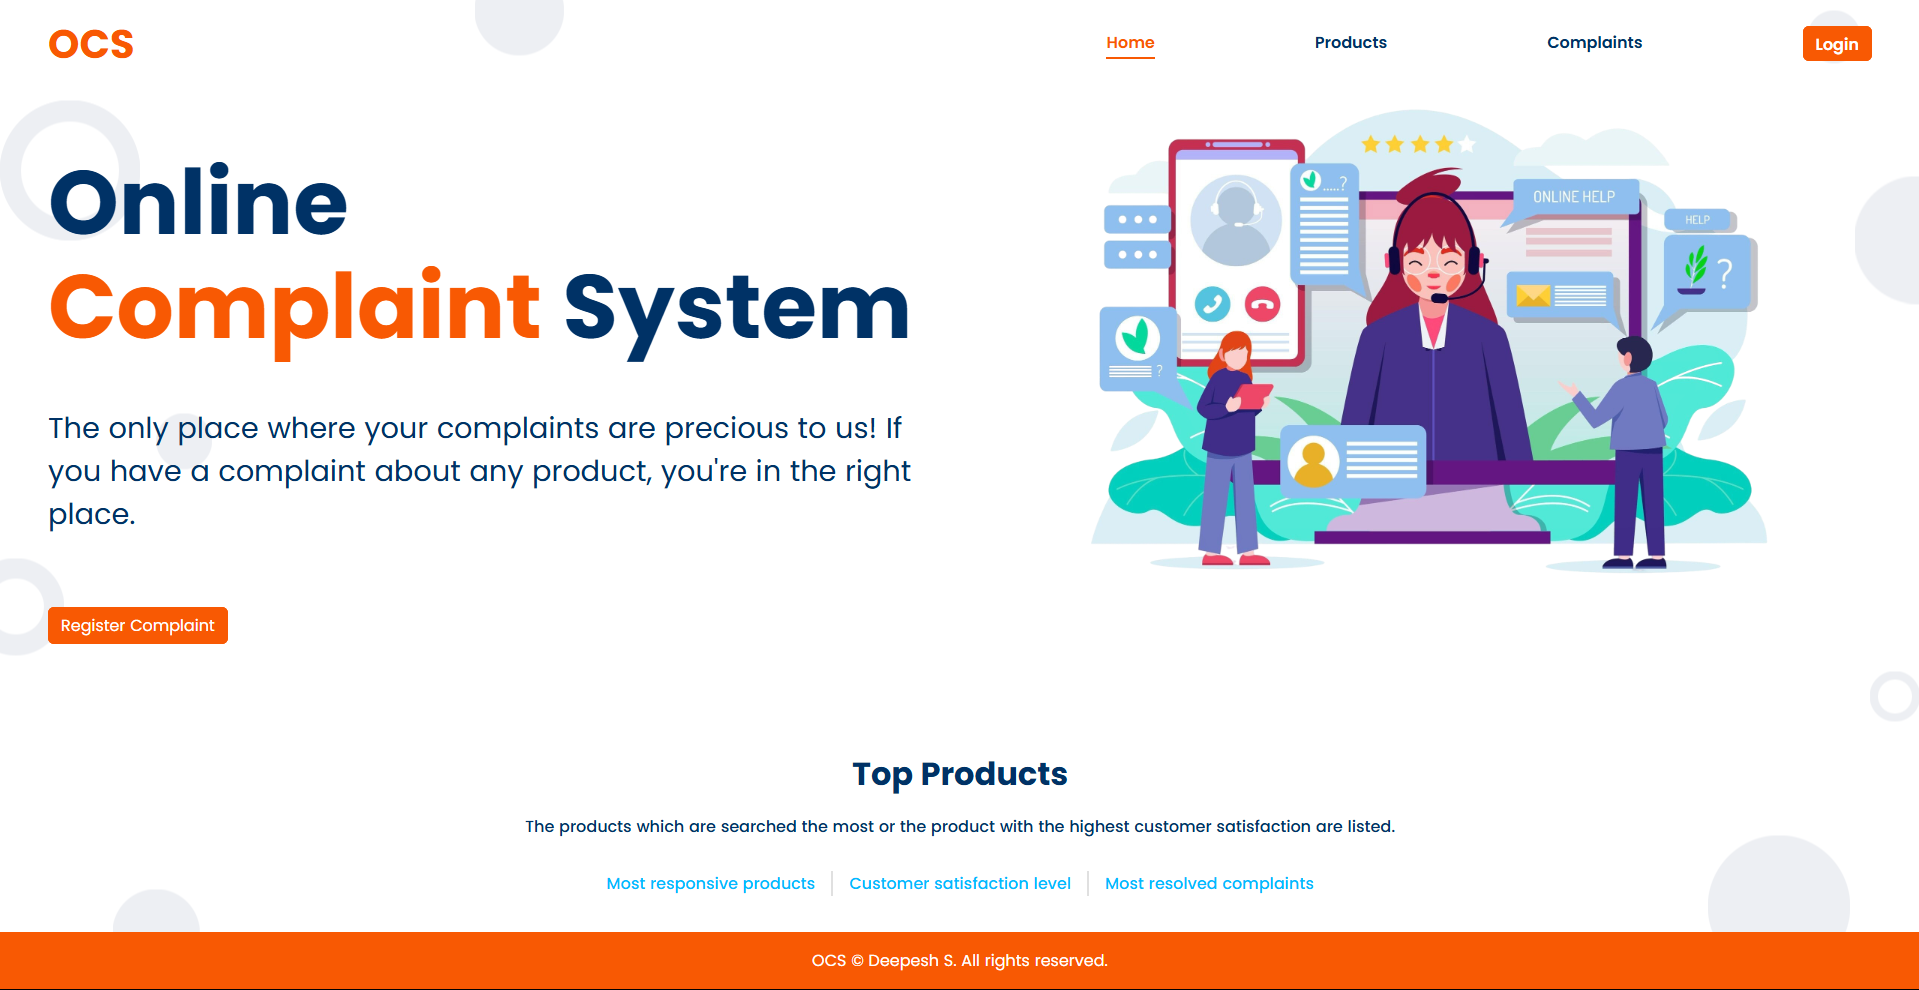 OCS
Home
Products
Complaints
Login
Online
Complaint System
The only place where your complaints are precious to us! If
you have a complaint about any product, you're in the right
place.
Register Complaint
.....?
ONLINE HELP
HELP
?
?
Top Products
The products which are searched the most or the product with the highest customer satisfaction are listed.
Most responsive products
Customer satisfaction level
Most resolved complaints
OCS © Deepesh S. All rights reserved.